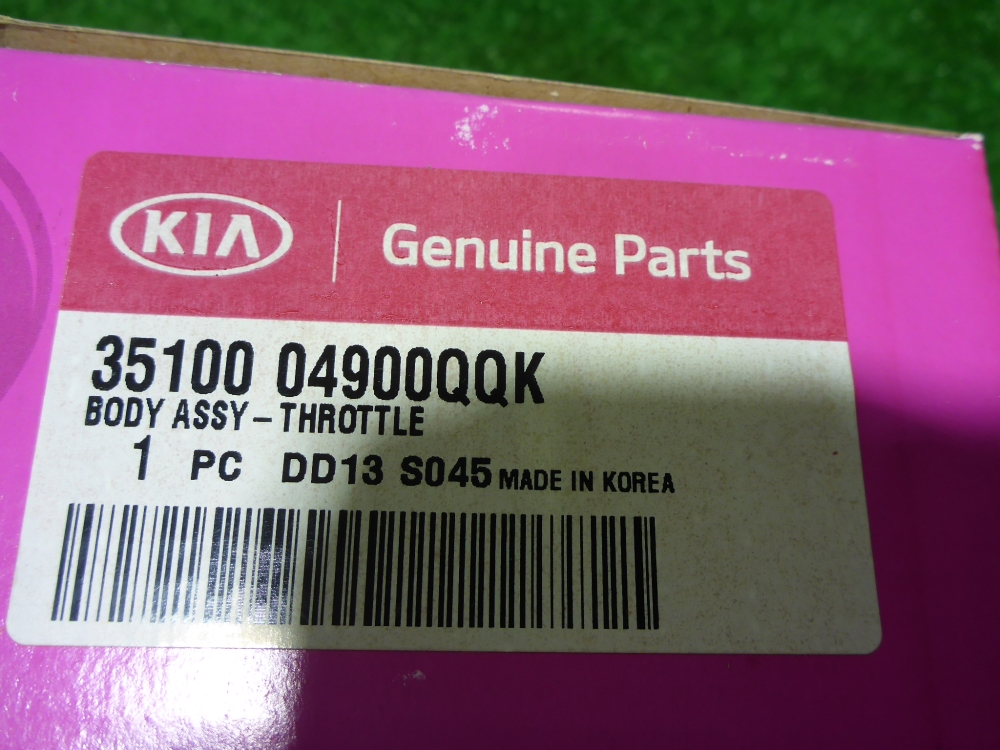 KIA Genuine Parts
35100 04900QQK
BODY ASSY-THROTTLE
1 PC DD13 S045 MADE IN KOREA